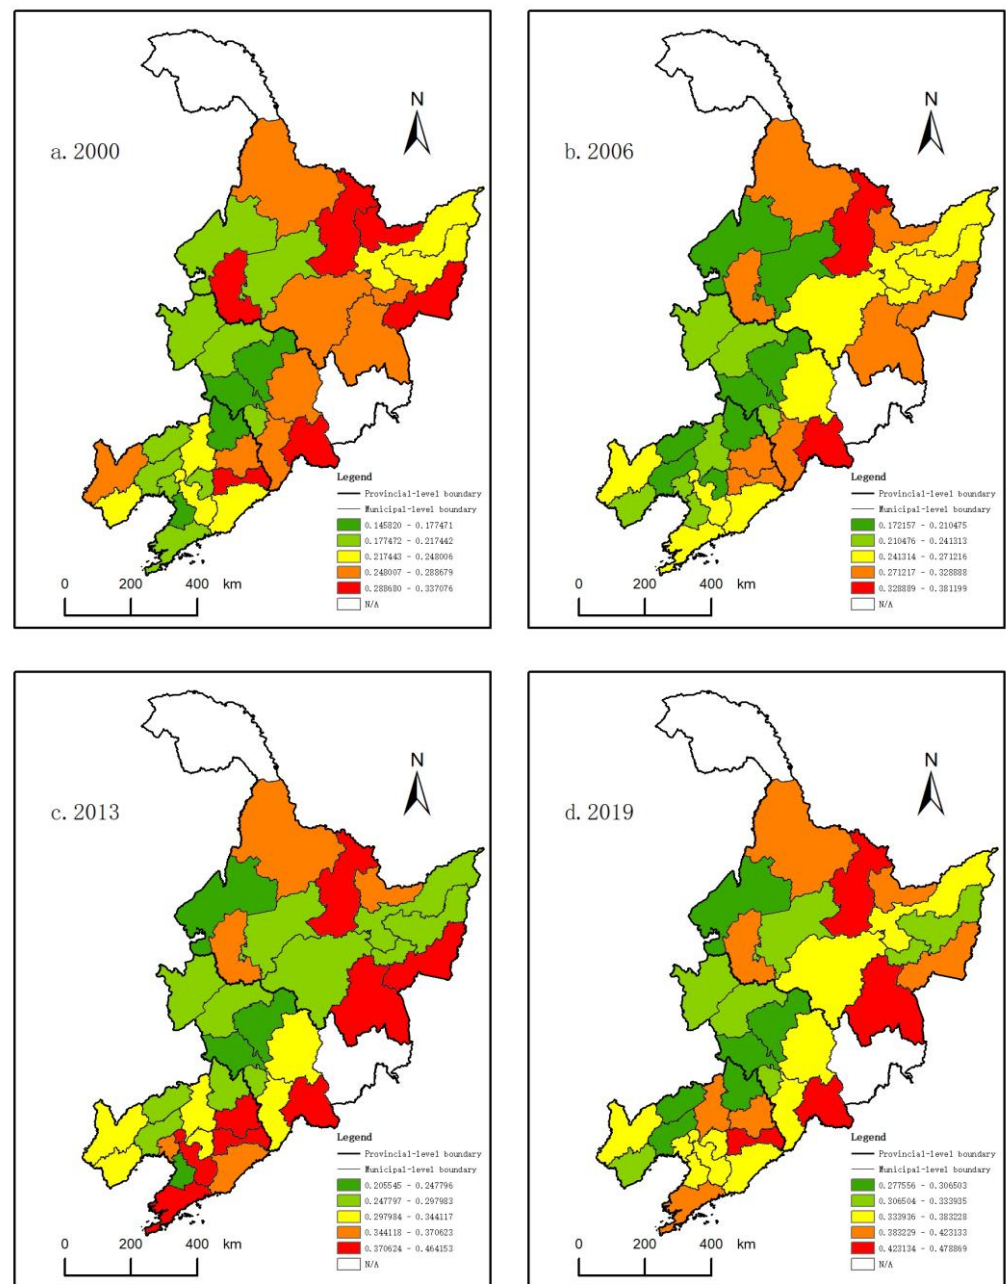 N
a. 2000
Legend
Provincial-level boundary
Municipal-level boundary
0.145820 - 0.177471
0.177472 - 0.217442
0.217443 - 0.248006
0.248007 - 0.288679
0.288680 - 0.337076
N/A
0 200 400 km
N
b. 2006
Legend
Provincial-level boundary
Municipal-level boundary
0.172157 - 0.210475
0.210476 - 0.241313
0.241314 - 0.271216
0.271217 - 0.328888
0.328889 - 0.381199
N/A
0 200 400 km
N
c. 2013
Legend
Provincial-level boundary
Municipal-level boundary
0.205545 - 0.247796
0.247797 - 0.297983
0.297984 - 0.344117
0.344118 - 0.370623
0.370624 - 0.464153
N/A
0 200 400 km
N
d. 2019
Legend
Provincial-level boundary
Municipal-level boundary
0.277556 - 0.306503
0.306504 - 0.333935
0.333936 - 0.383228
0.383229 - 0.423133
0.423134 - 0.478869
N/A
0 200 400 km